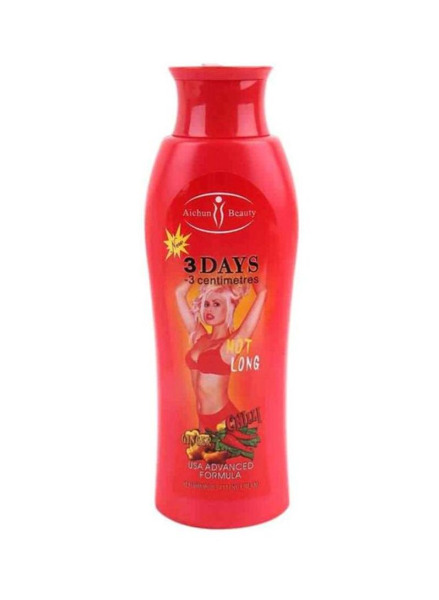 Aichun Beauty
3 DAYS
-3 centimetres
HOT
LONG
GINGER
CHILLI
USA ADVANCED
FORMULA